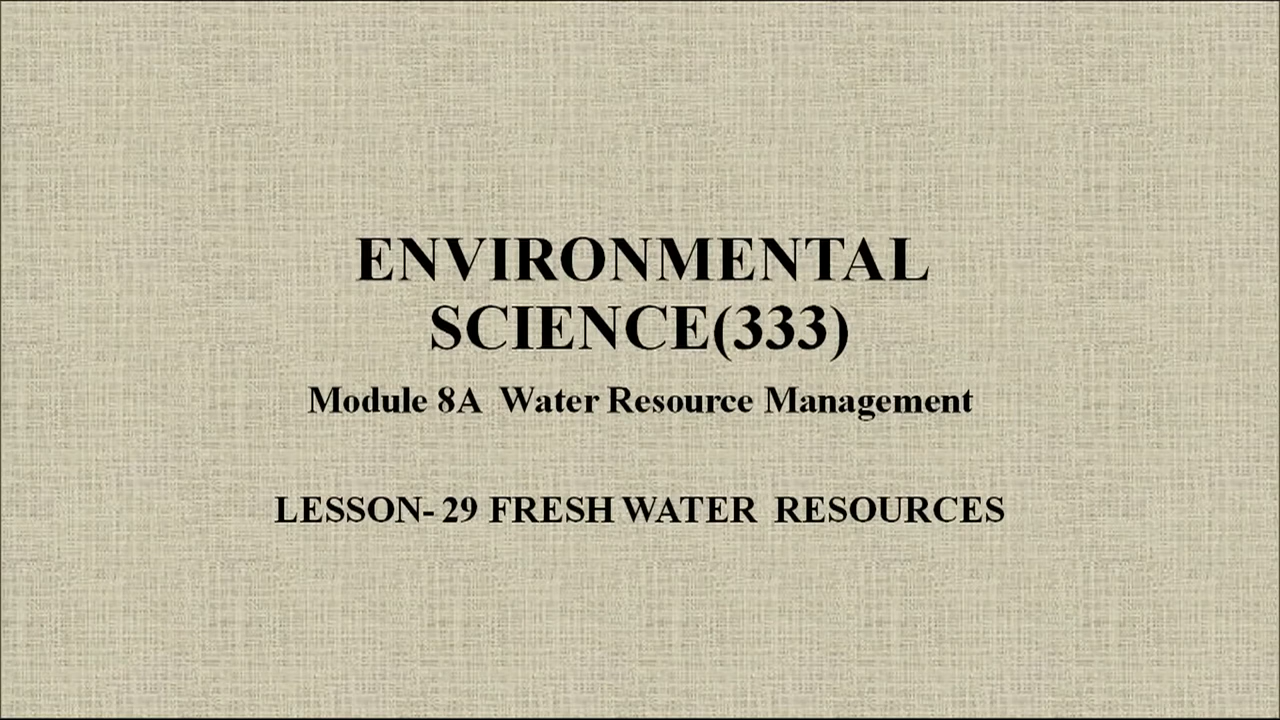 ENVIRONMENTAL
SCIENCE(333)
Module 8A Water Resource Management
LESSON- 29 FRESH WATER RESOURCES